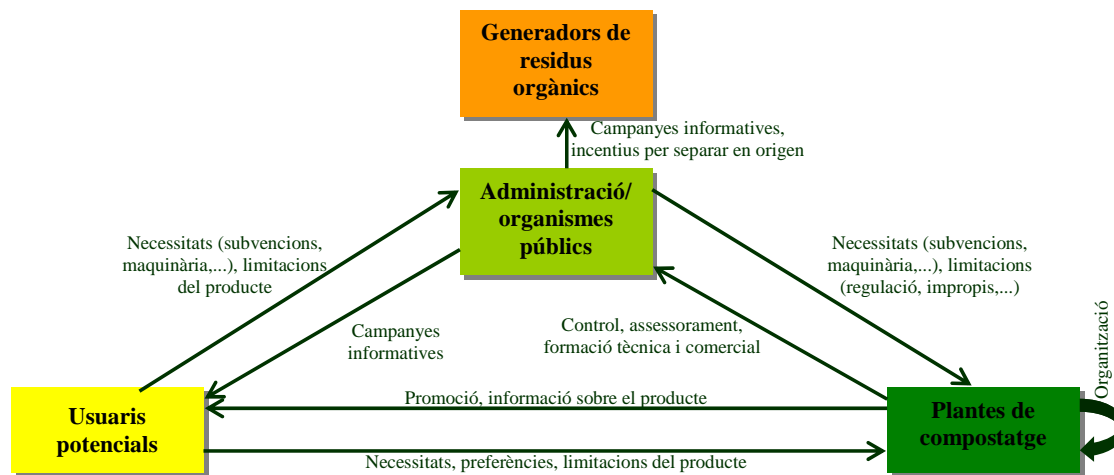 Generadors de
residus
orgànics
Campanyes informatives,
incentius per separar en origen
Administració/
organismes
públics
Necessitats (subvencions,
maquinària,...), limitacions
del producte
Necessitats (subvencions,
maquinària,...), limitacions
(regulació, impropis,...)
Campanyes
informatives
Control, assessorament,
formació tècnica i comercial
Organització
Usuaris
potencials
Promoció, informació sobre el producte
Plantes de
compostatge
Necessitats, preferències, limitacions del producte